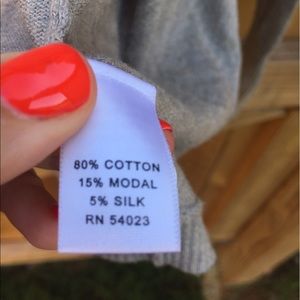 80% COTTON
15% MODAL
5% SILK
RN 54023